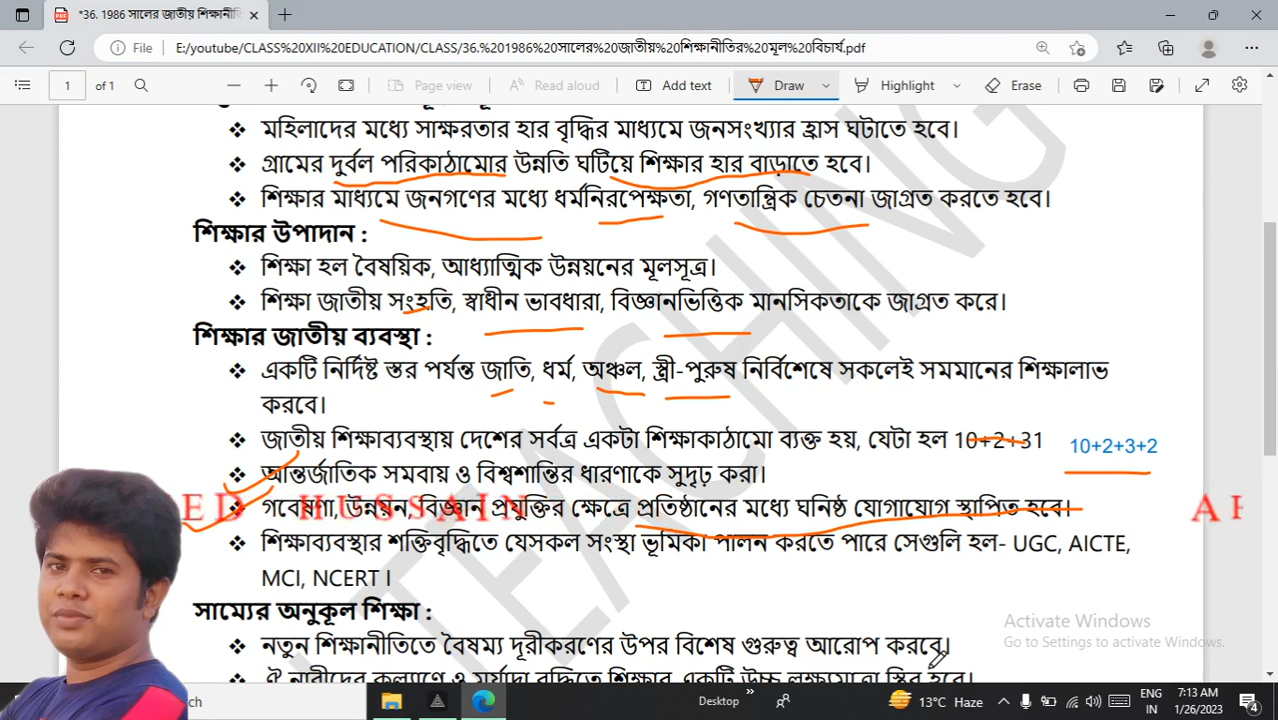 *36. 1986 সালের জাতীয় শিক্ষানীতি
File E:/youtube/CLASS%20XII%20EDUCATION/CLASS/36.%201986%20সালের%20জাতীয়%20শিক্ষানীতির%20মূল%20বিচার্য.pdf
1 of 1 Page view Read aloud Add text Draw Highlight Erase
❖ মহিলাদের মধ্যে সাক্ষরতার হার বৃদ্ধির মাধ্যমে জনসংখ্যার হ্রাস ঘটাতে হবে।
❖ গ্রামের দুর্বল পরিকাঠামোর উন্নতি ঘটিয়ে শিক্ষার হার বাড়াতে হবে।
❖ শিক্ষার মাধ্যমে জনগণের মধ্যে ধর্মনিরপেক্ষতা, গণতান্ত্রিক চেতনা জাগ্রত করতে হবে।
শিক্ষার উপাদান :
❖ শিক্ষা হল বৈষয়িক, আধ্যাত্মিক উন্নয়নের মূলসূত্র।
❖ শিক্ষা জাতীয় সংহতি, স্বাধীন ভাবধারা, বিজ্ঞানভিত্তিক মানসিকতাকে জাগ্রত করে।
শিক্ষার জাতীয় ব্যবস্থা :
❖ একটি নির্দিষ্ট স্তর পর্যন্ত জাতি, ধর্ম, অঞ্চল, স্ত্রী-পুরুষ নির্বিশেষে সকলেই সমমানের শিক্ষালাভ
করবে।
❖ জাতীয় শিক্ষাব্যবস্থায় দেশের সর্বত্র একটা শিক্ষাকাঠামো ব্যক্ত হয়, যেটা হল 10+2+31 10+2+3+2
❖ আন্তর্জাতিক সমবায় ও বিশ্বশান্তির ধারণাকে সুদৃঢ় করা।
❖ গবেষণা, উন্নয়ন, বিজ্ঞান প্রযুক্তির ক্ষেত্রে প্রতিষ্ঠানের মধ্যে ঘনিষ্ঠ যোগাযোগ স্থাপিত হবে।
ED HUSSAIN AH
❖ শিক্ষাব্যবস্থার শক্তিবৃদ্ধিতে যেসকল সংস্থা ভূমিকা পালন করতে পারে সেগুলি হল- UGC, AICTE,
MCI, NCERT I
সাম্যের অনুকূল শিক্ষা :
❖ নতুন শিক্ষানীতিতে বৈষম্য দূরীকরণের উপর বিশেষ গুরুত্ব আরোপ করবে।
TEACHING
Activate Windows
Go to Settings to activate Windows.
rch Desktop 13°C Haze ENG IN 7:13 AM 1/26/2023 4